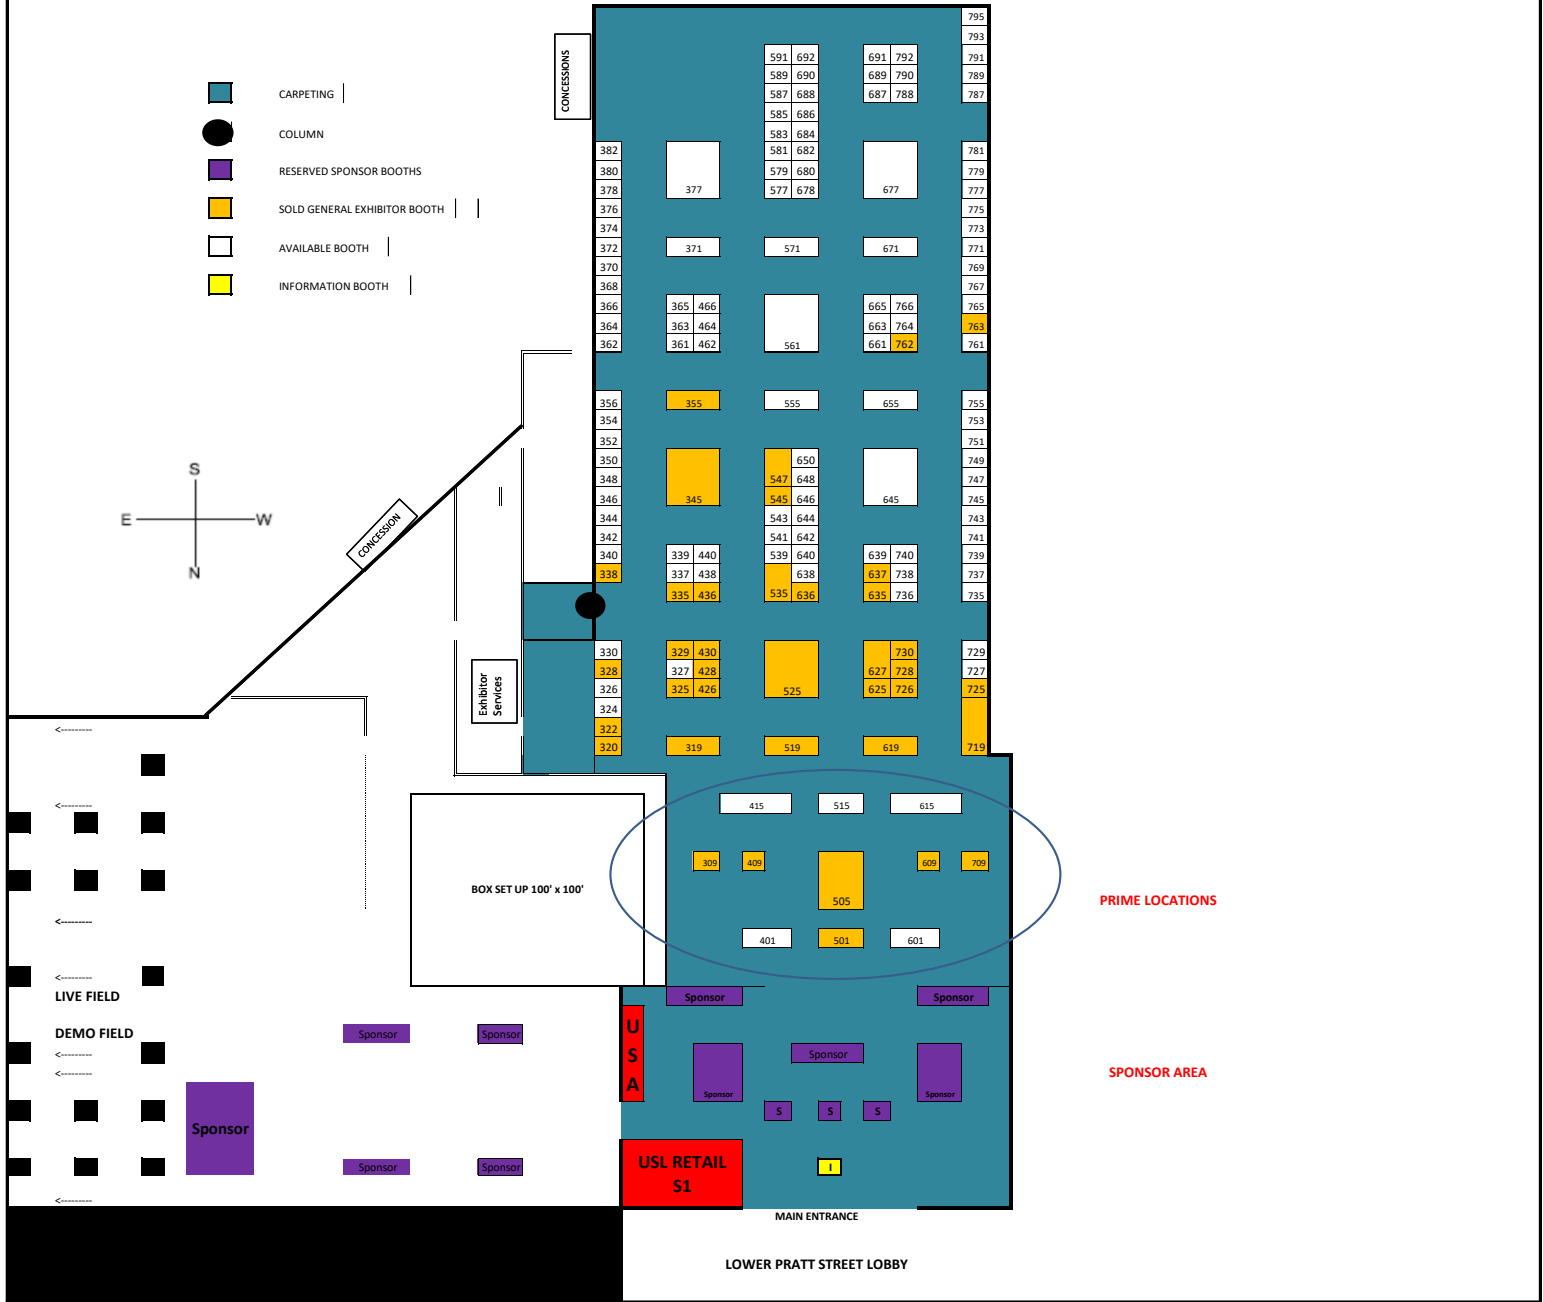 795
793
591 692 691 792 791
589 690 689 790 789
587 688 687 788 787
585 686
583 684
CONCESSIONS
CARPETING
COLUMN
RESERVED SPONSOR BOOTHS
SOLD GENERAL EXHIBITOR BOOTH
AVAILABLE BOOTH
INFORMATION BOOTH
382 581 682 781
380 579 680 779
378 377 577 678 677 777
376 775
374 773
372 371 571 671 771
370 769
368 767
366 365 466 665 766 765
364 363 464 663 764 763
362 361 462 561 661 762 761
356 355 555 655 755
354 753
352 751
350 650 749
348 547 648 747
346 345 545 646 645 745
344 543 644 743
342 541 642 741
340 339 440 539 640 639 740 739
338 337 438 638 637 738 737
335 436 535 636 635 736 735
S
E W
N
CONCESSION
330 329 430 730 729
328 327 428 627 728 727
326 325 426 525 625 726 725
324
322
320 319 519 619 719
Exhibitor
Services
<---------
<---------
415 515 615
309 409 609 709
505
BOX SET UP 100' x 100'
PRIME LOCATIONS
<---------
401 501 601
<---------
LIVE FIELD
Sponsor Sponsor
DEMO FIELD
Sponsor Sponsor
U
S
A
<---------
<---------
Sponsor
SPONSOR AREA
Sponsor Sponsor
S S S
Sponsor
Sponsor Sponsor
USL RETAIL
S1
I
<---------
MAIN ENTRANCE
LOWER PRATT STREET LOBBY